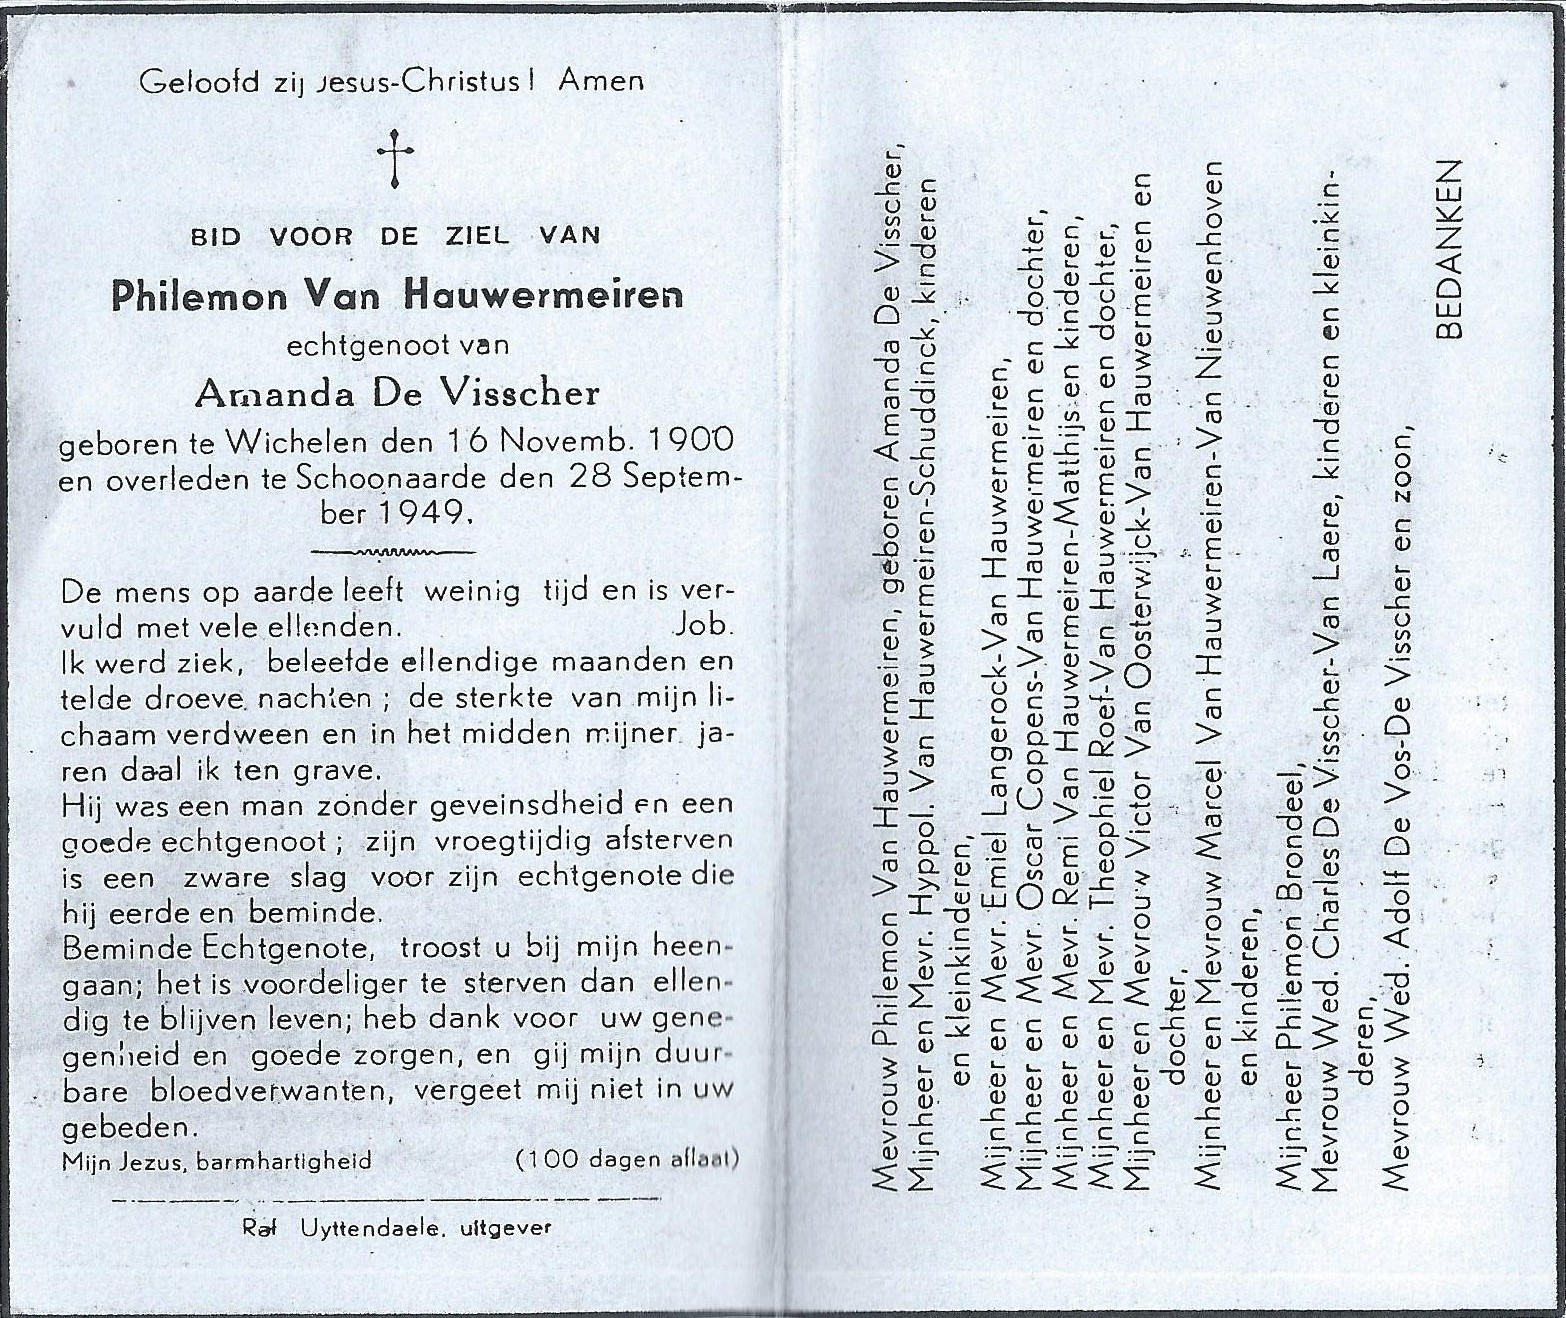 Geloofd zij Jesus-Christus! Amen
BID VOOR DE ZIEL VAN
Philemon Van Hauwermeiren
echtgenoot van
Amanda De Visscher
geboren te Wichelen den 16 Novemb. 1900
en overleden te Schoonaarde den 28 Septem-
ber 1949.
De mens op aarde leeft weinig tijd en is ver-
vuld met vele ellenden. Job.
Ik werd ziek, beleefde ellendige maanden en
telde droeve nachten ; de sterkte van mijn li-
chaam verdween en in het midden mijner ja-
ren daal ik ten grave.
Hij was een man zonder geveinsdheid en een
goede echtgenoot ; zijn vroegtijdig afsterven
is een zware slag voor zijn echtgenote die
hij eerde en beminde.
Beminde Echtgenote, troost u bij mijn heen-
gaan; het is voordeliger te sterven dan ellen-
dig te blijven leven; heb dank voor uw gene-
genheid en goede zorgen, en gij mijn duur-
bare bloedverwanten, vergeet mij niet in uw
gebeden.
Mijn Jezus, barmhartigheid (100 dagen aflaat)
Raf Uyttendaele, uitgever
Mevrouw Philemon Van Hauwermeiren, geboren Amanda De Visscher,
Mijnheer en Mevr. Hyppol. Van Hauwermeiren-Schuddinck, kinderen
en kleinkinderen,
Mijnheer en Mevr. Emiel Langerock-Van Hauwermeiren,
Mijnheer en Mevr. Oscar Coppens-Van Hauwermeiren en dochter,
Mijnheer en Mevr. Remi Van Hauwermeiren-Matthijs en kinderen,
Mijnheer en Mevr. Theophiel Roef-Van Hauwermeiren en dochter,
Mijnheer en Mevrouw Victor Van Oosterwijck-Van Hauwermeiren en
dochter,
Mijnheer en Mevrouw Marcel Van Hauwermeiren-Van Nieuwenhoven
en kinderen,
Mijnheer Philemon Brondeel,
Mevrouw Wed. Charles De Visscher-Van Laere, kinderen en kleinkin-
deren,
Mevrouw Wed. Adolf De Vos-De Visscher en zoon,
BEDANKEN